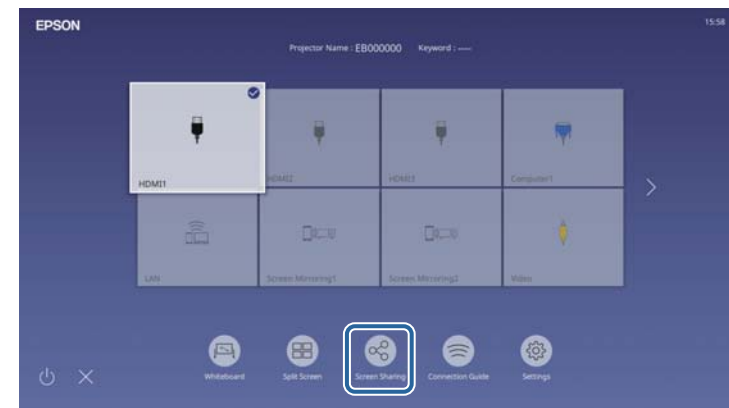 EPSON
15:58
Projector Name : EB000000 Keyword : ----
HDMI1
HDMI2
HDMI3
Computer1
LAN
Screen Mirroring1
Screen Mirroring2
Video
Whiteboard
Split Screen
Screen Sharing
Connection Guide
Settings